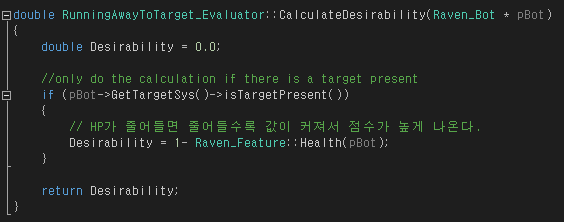 double RunningAwayToTarget_Evaluator::CalculateDesirability(Raven_Bot * pBot)
{
double Desirability = 0.0;
//only do the calculation if there is a target present
if (pBot->GetTargetSys()->isTargetPresent())
{
// HP가 줄어들면 줄어들수록 값이 커져서 점수가 높게 나온다.
Desirability = 1- Raven_Feature::Health(pBot);
}
return Desirability;
}